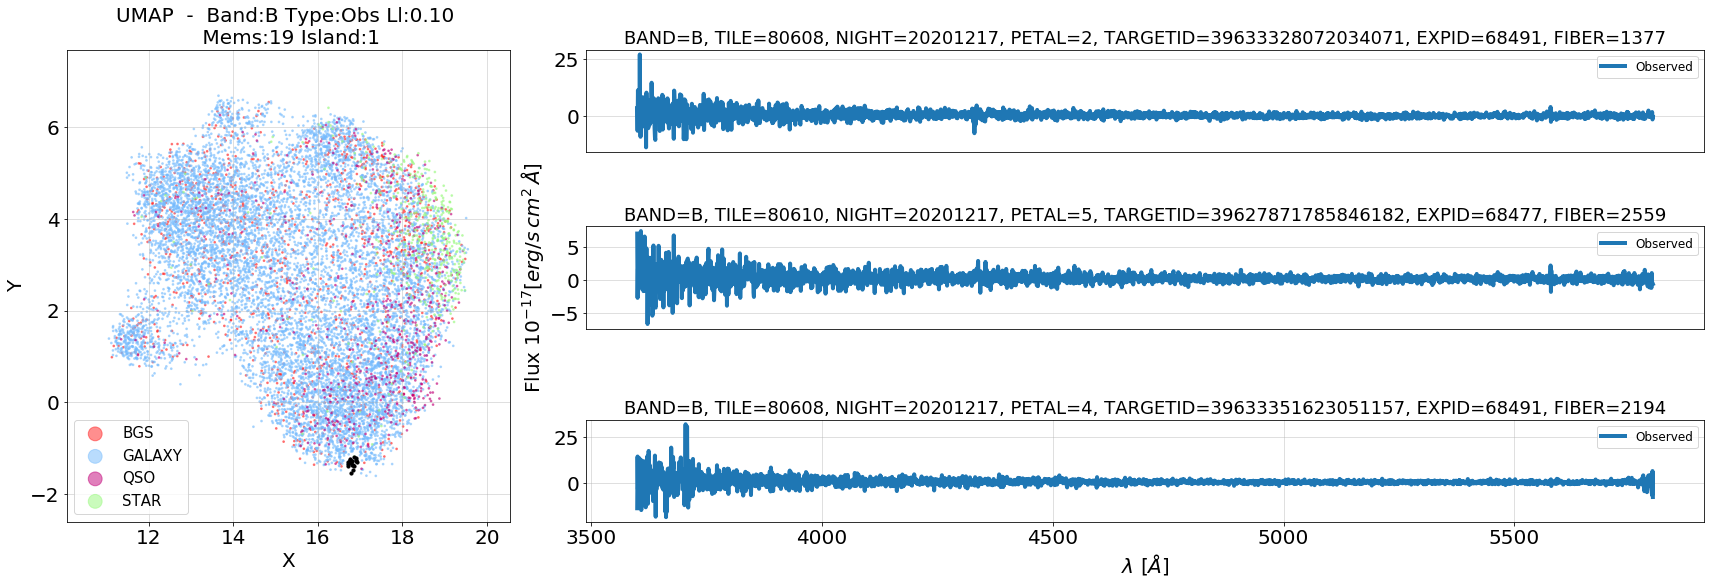 UMAP  -  Band:B Type:Obs Ll:0.10
Mems:19 Island:1
Y
6
4
2
0
−2
BGS
GALAXY
QSO
STAR
12
14
16
18
20
X
Flux 10^{-17}[erg/s cm^2 Å]
BAND=B, TILE=80608, NIGHT=20201217, PETAL=2, TARGETID=39633328072034071, EXPID=68491, FIBER=1377
25
0
Observed
BAND=B, TILE=80610, NIGHT=20201217, PETAL=5, TARGETID=39627871785846182, EXPID=68477, FIBER=2559
5
0
−5
Observed
BAND=B, TILE=80608, NIGHT=20201217, PETAL=4, TARGETID=39633351623051157, EXPID=68491, FIBER=2194
25
0
Observed
3500
4000
4500
5000
5500
λ [Å]